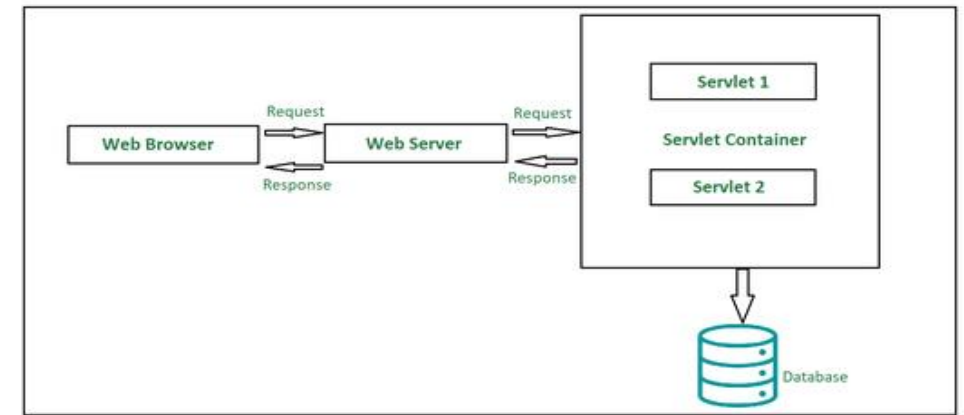 Web Browser
Request
Response
Web Server
Request
Response
Servlet 1
Servlet Container
Servlet 2
Database